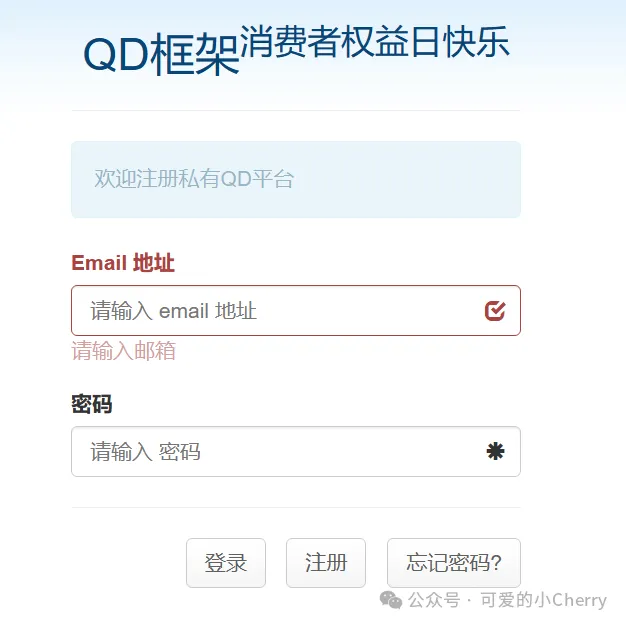 QD框架消费者权益日快乐
欢迎注册私有QD平台
Email 地址
请输入 email 地址
请输入邮箱
密码
请输入 密码
登录 注册 忘记密码?
公众号 · 可爱的小Cherry